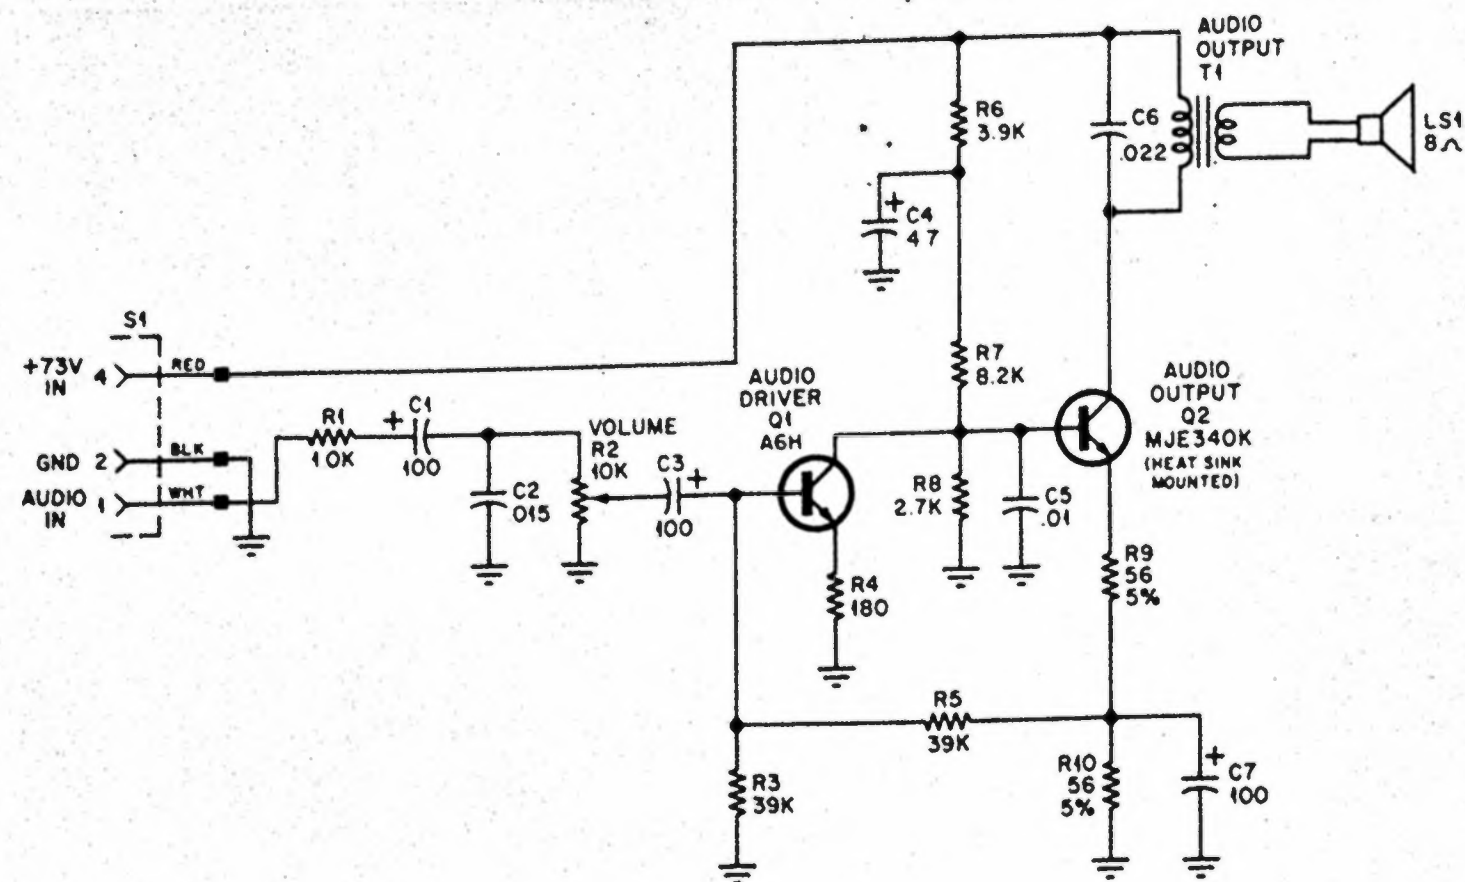 AUDIO
OUTPUT
T1
R6
3.9K
C6
.022
LS1
8
+
C4
47
S1
+73V
IN
4
RED
R7
8.2K
AUDIO
DRIVER
Q1
A6H
AUDIO
OUTPUT
Q2
MJE340K
(HEAT SINK
MOUNTED)
R1
10K
+
C1
100
VOLUME
R2
10K
GND 2
BLK
AUDIO
IN
1
WHT
C2
.015
C3
+
100
R8
2.7K
C5
.01
R4
180
R9
56
5%
R5
39K
R3
39K
R10
56
5%
+
C7
100